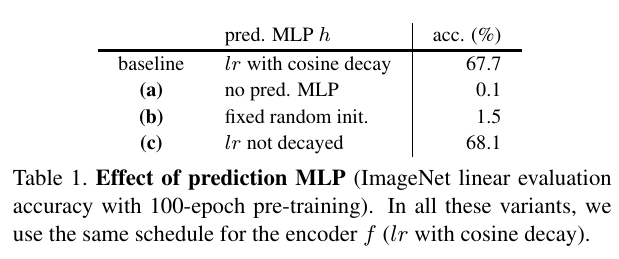 pred. MLP h acc. (%)
baseline lr with cosine decay 67.7
(a) no pred. MLP 0.1
(b) fixed random init. 1.5
(c) lr not decayed 68.1
Table 1. Effect of prediction MLP (ImageNet linear evaluation
accuracy with 100-epoch pre-training). In all these variants, we
use the same schedule for the encoder f (lr with cosine decay).